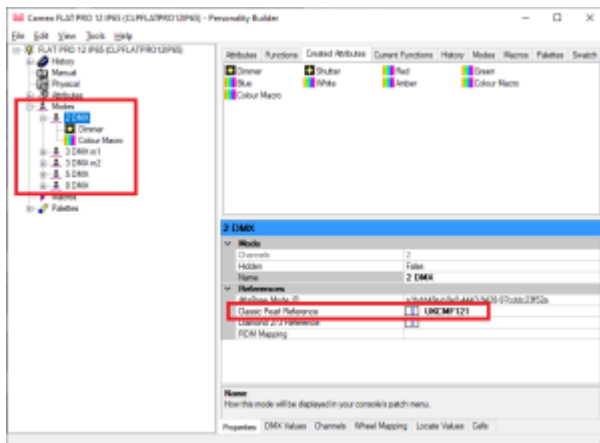 Cameo FLAT PRO 12 IP65 (CLPFLATPRO12IP65) - Personality Builder
File Edit View Tools Help
FLAT PRO 12 IP65 (CLPFLATPRO12IP65)
History
Manual
Physical
Attributes
Modes
2 DMX
Dimmer
Colour Macro
3 DMX m1
3 DMX m2
5 DMX
8 DMX
Macros
Palettes
Attributes Functions Created Attributes Current Functions History Modes Macros Palettes Swatch
Dimmer Shutter Red Green
Blue White Amber Colour Macro
Colour Macro
2 DMX
Mode
Channels 2
Hidden False
Name 2 DMX
References
Classic Pearl Reference UKCMF121
Diamond 2/3 Reference
RDM Mapping
Name
How this mode will be displayed in your console's patch menu.
Properties DMX Values Channels Wheel Mapping Locate Values Cells